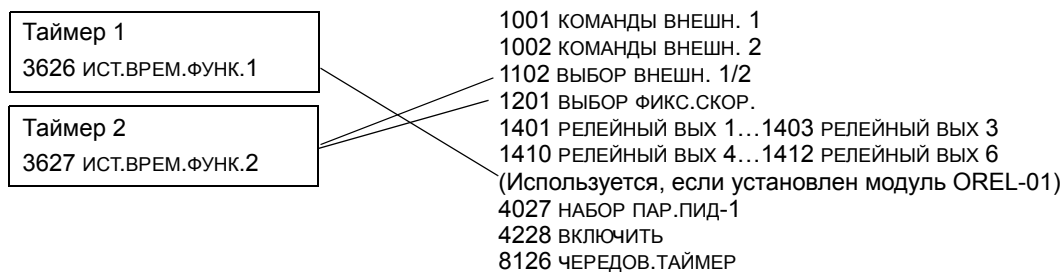 Таймер 1
3626 ИСТ.ВРЕМ.ФУНК.1
Таймер 2
3627 ИСТ.ВРЕМ.ФУНК.2
1001 КОМАНДЫ ВНЕШН. 1
1002 КОМАНДЫ ВНЕШН. 2
1102 ВЫБОР ВНЕШН. 1/2
1201 ВЫБОР ФИКС.СКОР.
1401 РЕЛЕЙНЫЙ ВЫХ 1…1403 РЕЛЕЙНЫЙ ВЫХ 3
1410 РЕЛЕЙНЫЙ ВЫХ 4…1412 РЕЛЕЙНЫЙ ВЫХ 6
(Используется, если установлен модуль OREL-01)
4027 НАБОР ПАР.ПИД-1
4228 ВКЛЮЧИТЬ
8126 ЧЕРЕДОВ.ТАЙМЕР